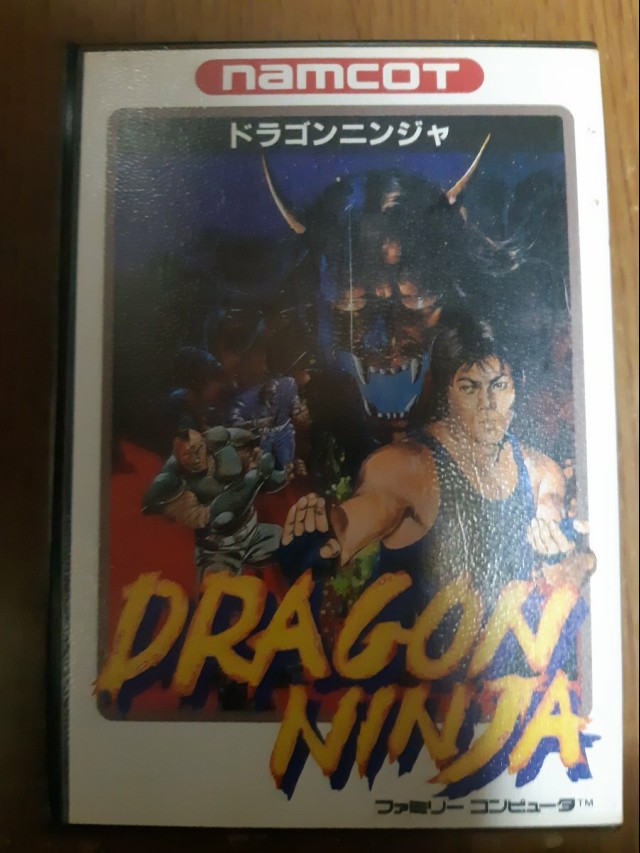 namcot
ドラゴンニンジャ
DRAGON
NINJA
ファミリー コンピュータ™